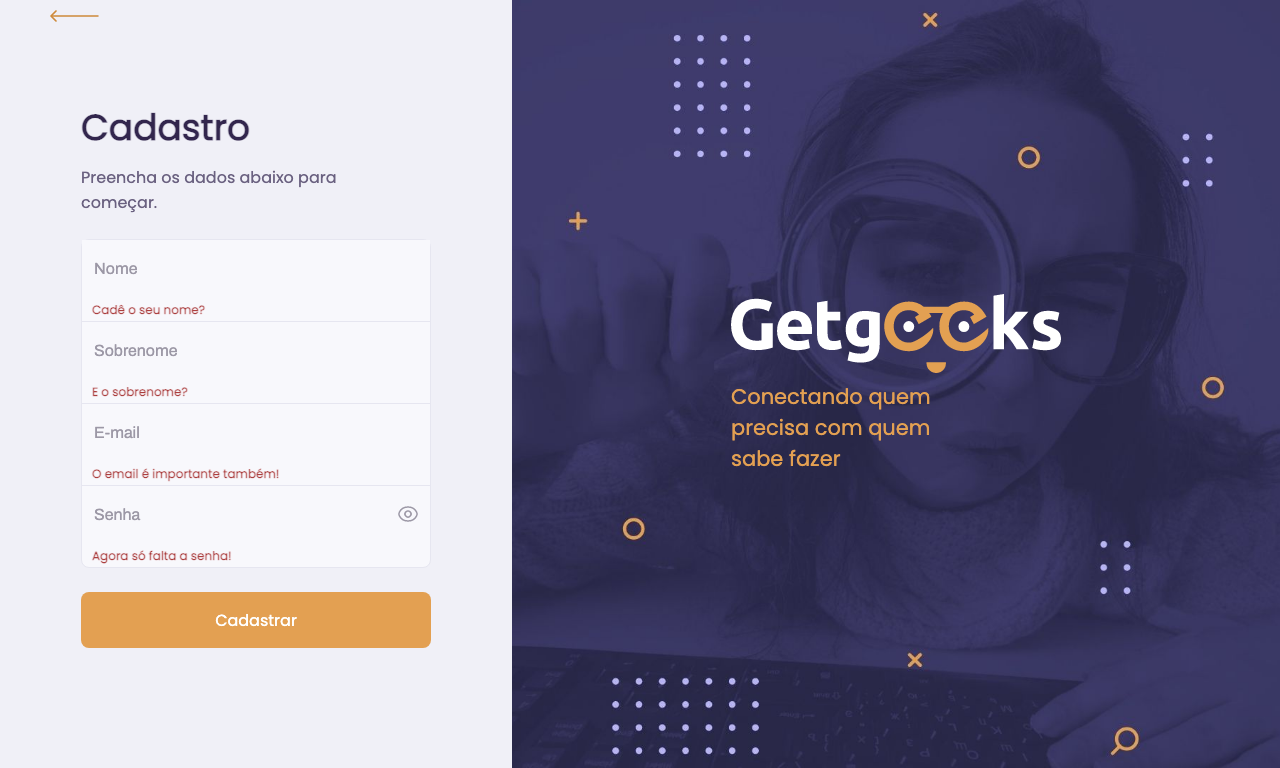 Cadastro
Preencha os dados abaixo para
começar.
Nome
Cadê o seu nome?
Sobrenome
E o sobrenome?
E-mail
O email é importante também!
Senha
Agora só falta a senha!
Cadastrar
Getgeeks
Conectando quem
precisa com quem
sabe fazer